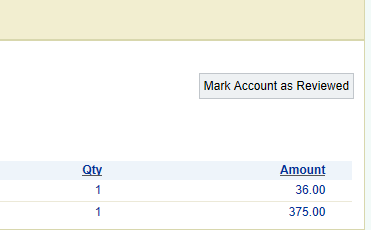 Mark Account as Reviewed
Qty Amount
1 36.00
1 375.00